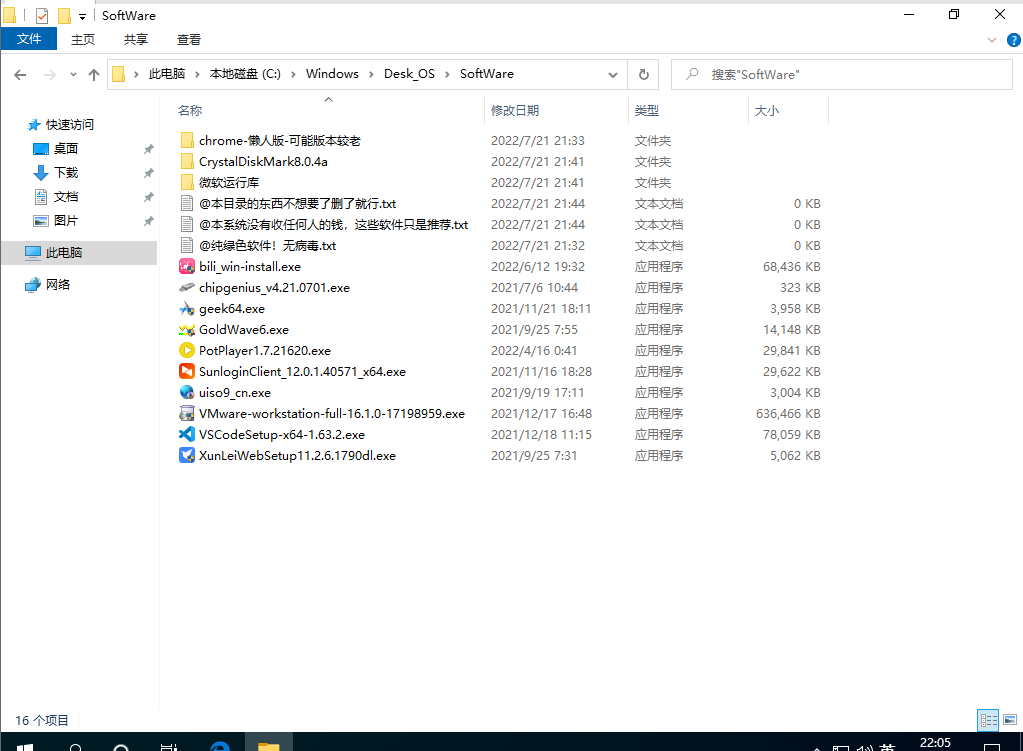 SoftWare
文件 主页 共享 查看
此电脑 本地磁盘 (C:) Windows Desk_OS SoftWare 搜索"SoftWare"
名称 修改日期 类型 大小
快速访问
桌面
下载
文档
图片
此电脑
网络
chrome-懒人版-可能版本较老 2022/7/21 21:33 文件夹
CrystalDiskMark8.0.4a 2022/7/21 21:41 文件夹
微软运行库 2022/7/21 21:41 文件夹
@本目录的东西不想要了删了就行.txt 2022/7/21 21:44 文本文档 0 KB
@本系统没有收任何人的钱，这些软件只是推荐.txt 2022/7/21 21:44 文本文档 0 KB
@纯绿色软件！无病毒.txt 2022/7/21 21:32 文本文档 0 KB
bili_win-install.exe 2022/6/12 19:32 应用程序 68,436 KB
chipgenius_v4.21.0701.exe 2021/7/6 10:44 应用程序 323 KB
geek64.exe 2021/11/21 18:11 应用程序 3,958 KB
GoldWave6.exe 2021/9/25 7:55 应用程序 14,148 KB
PotPlayer1.7.21620.exe 2022/4/16 0:41 应用程序 29,841 KB
SunloginClient_12.0.1.40571_x64.exe 2021/11/16 18:28 应用程序 29,622 KB
uiso9_cn.exe 2021/9/19 17:11 应用程序 3,004 KB
VMware-workstation-full-16.1.0-17198959.exe 2021/12/17 16:48 应用程序 636,466 KB
VSCodeSetup-x64-1.63.2.exe 2021/12/18 11:15 应用程序 78,059 KB
XunLeiWebSetup11.2.6.1790dl.exe 2021/9/25 7:31 应用程序 5,062 KB
16 个项目
英 22:05